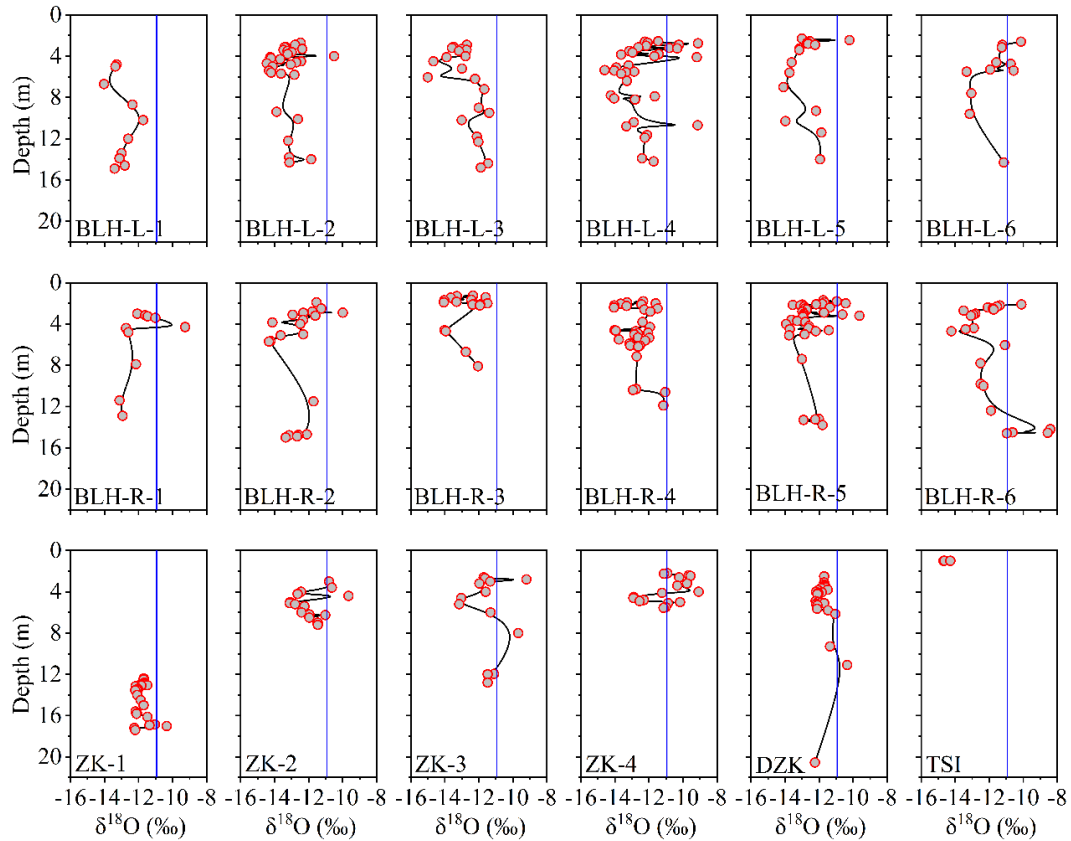 0
4
8
12
16
20
Depth (m)
BLH-L-1
BLH-L-2
BLH-L-3
BLH-L-4
BLH-L-5
BLH-L-6
0
4
8
12
16
20
Depth (m)
BLH-R-1
BLH-R-2
BLH-R-3
BLH-R-4
BLH-R-5
BLH-R-6
0
4
8
12
16
20
Depth (m)
ZK-1
ZK-2
ZK-3
ZK-4
DZK
TSI
-16 -14 -12 -10 -8
-16 -14 -12 -10 -8
-16 -14 -12 -10 -8
-16 -14 -12 -10 -8
-16 -14 -12 -10 -8
-16 -14 -12 -10 -8
δ¹⁸O (‰)
δ¹⁸O (‰)
δ¹⁸O (‰)
δ¹⁸O (‰)
δ¹⁸O (‰)
δ¹⁸O (‰)